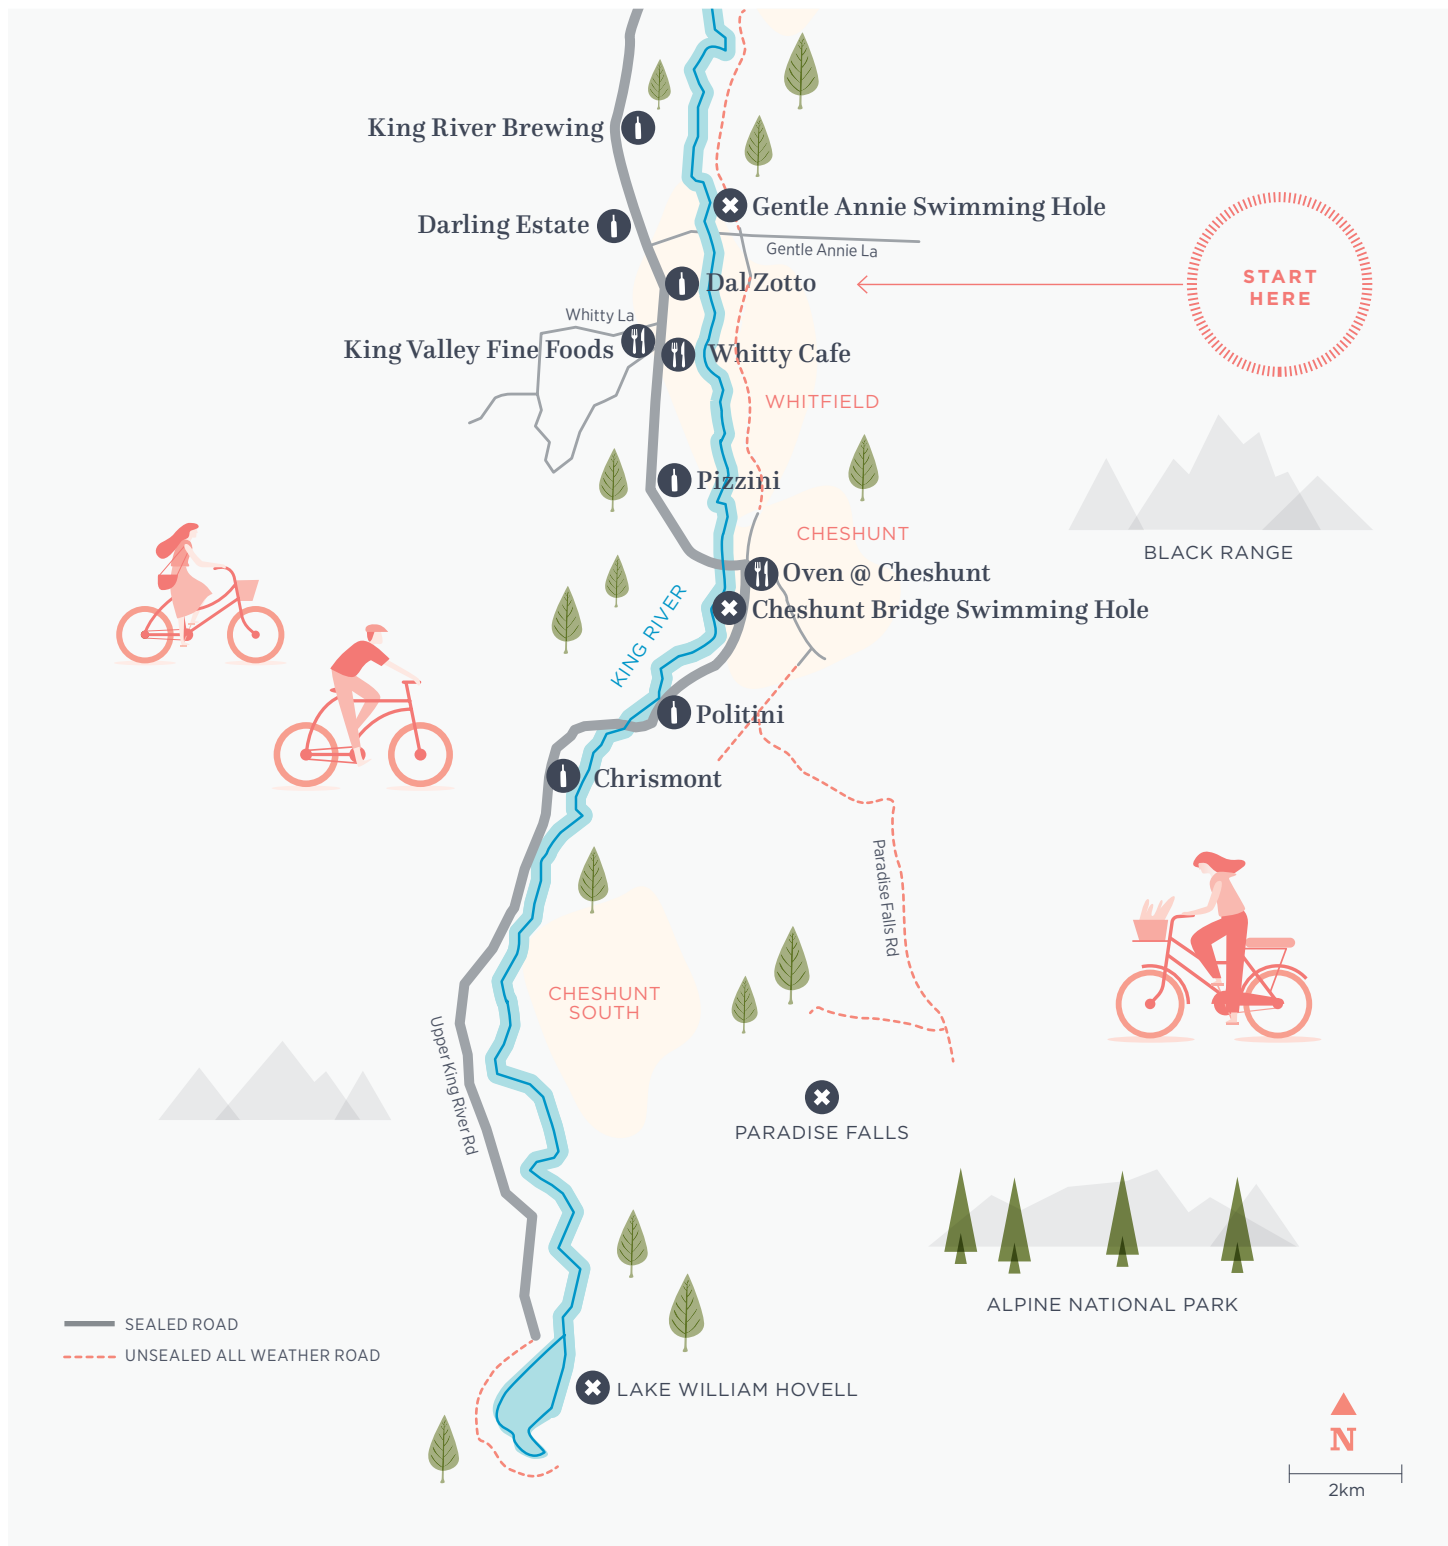 King River Brewing
Gentle Annie Swimming Hole
Darling Estate
Gentle Annie La
START
HERE
Dal Zotto
Whitty La
King Valley Fine Foods
Whitty Cafe
WHITFIELD
Pizzini
CHESHUNT
BLACK RANGE
Oven @ Cheshunt
Cheshunt Bridge Swimming Hole
KING RIVER
Politini
Chrismont
Paradise Falls Rd
CHESHUNT
SOUTH
Upper King River Rd
PARADISE FALLS
ALPINE NATIONAL PARK
SEALED ROAD
UNSEALED ALL WEATHER ROAD
LAKE WILLIAM HOVELL
N
2km